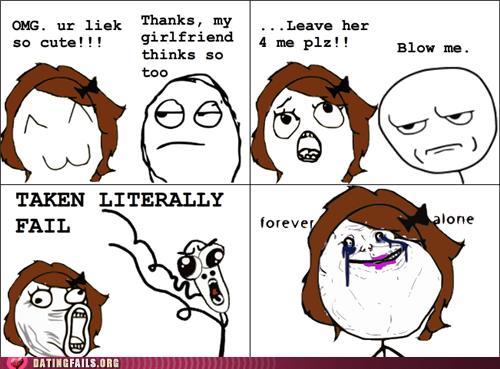 OMG. ur liek
so cute!!!
Thanks, my
girlfriend
thinks so
too
...Leave her
4 me plz!!
Blow me.
TAKEN LITERALLY
FAIL
forever alone
DATINGFAILS.ORG